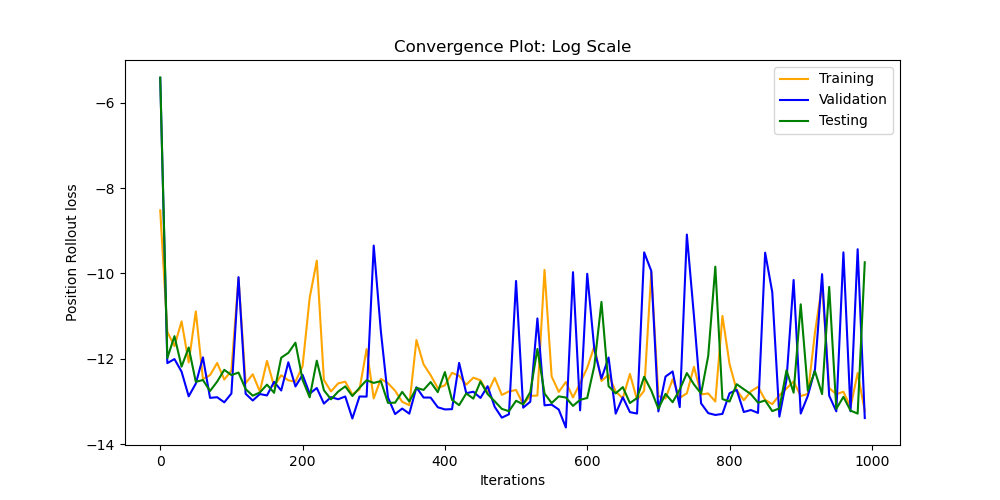 Convergence Plot: Log Scale
Training
Validation
Testing
Position Rollout loss
−6
−8
−10
−12
−14
0 200 400 600 800 1000
Iterations